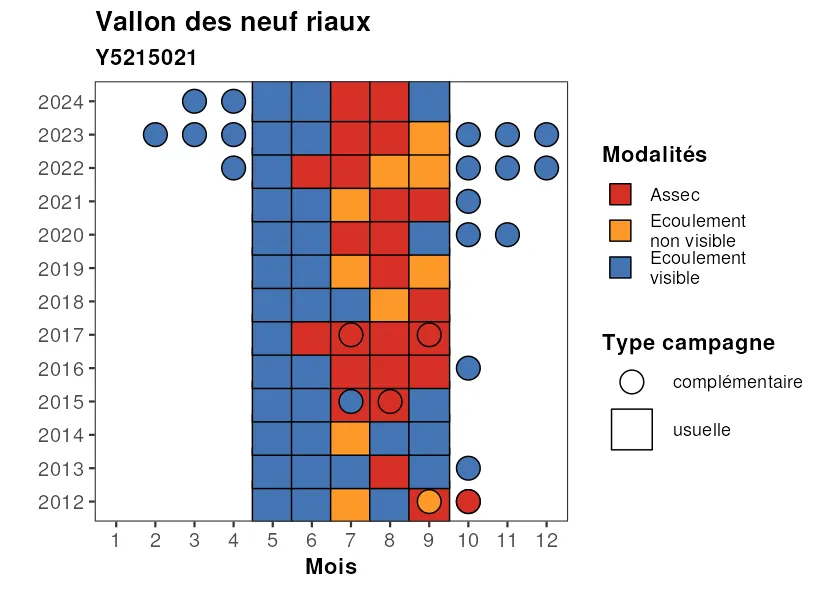 Vallon des neuf riaux
Y5215021
2024
2023
2022
2021
2020
2019
2018
2017
2016
2015
2014
2013
2012
1 2 3 4 5 6 7 8 9 10 11 12
Mois
Modalités
Assec
Ecoulement
non visible
Ecoulement
visible
Type campagne
complémentaire
usuelle